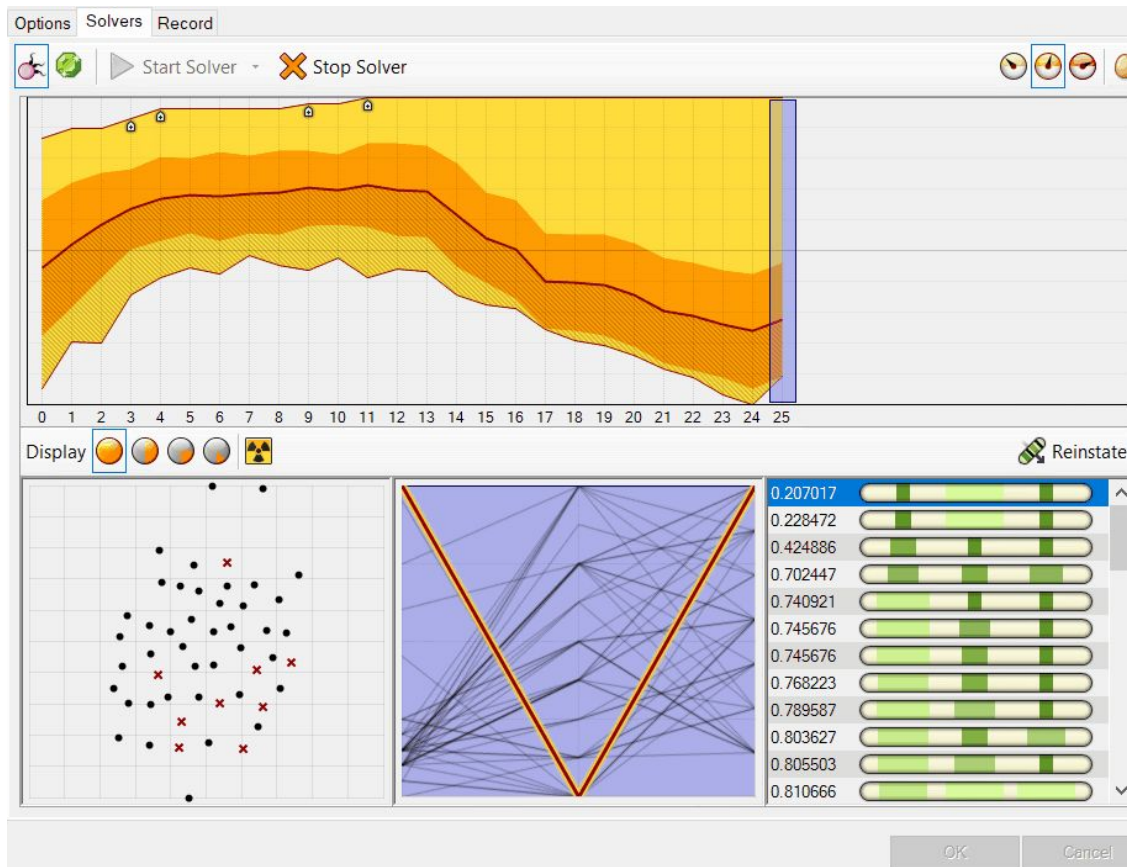 Options Solvers Record
Start Solver Stop Solver
0 1 2 3 4 5 6 7 8 9 10 11 12 13 14 15 16 17 18 19 20 21 22 23 24 25
Display Reinstate
0.207017
0.228472
0.424886
0.702447
0.740921
0.745676
0.745676
0.768223
0.789587
0.803627
0.805503
0.810666
OK Cancel